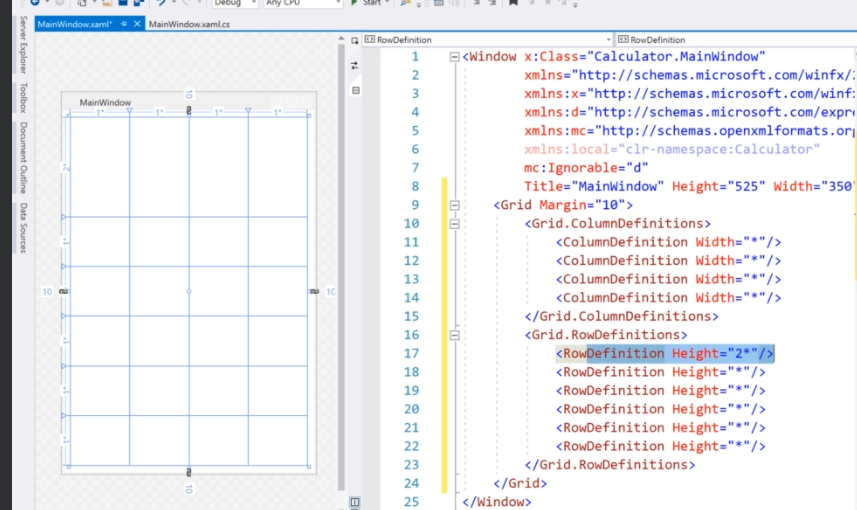 Debug Any CPU Start
MainWindow.xaml* MainWindow.xaml.cs
Server Explorer
Toolbox
Document Outline
Data Sources
MainWindow
10
1* 1* 1* 1*
2*
1*
1*
10 10
1*
1*
1*
10
RowDefinition RowDefinition
1 <Window x:Class="Calculator.MainWindow"
2 xmlns="http://schemas.microsoft.com/winfx/
3 xmlns:x="http://schemas.microsoft.com/winf
4 xmlns:d="http://schemas.microsoft.com/expr
5 xmlns:mc="http://schemas.openxmlformats.or
6 xmlns:local="clr-namespace:Calculator"
7 mc:Ignorable="d"
8 Title="MainWindow" Height="525" Width="350"
9 <Grid Margin="10">
10 <Grid.ColumnDefinitions>
11 <ColumnDefinition Width="*"/>
12 <ColumnDefinition Width="*"/>
13 <ColumnDefinition Width="*"/>
14 <ColumnDefinition Width="*"/>
15 </Grid.ColumnDefinitions>
16 <Grid.RowDefinitions>
17 <RowDefinition Height="2*"/>
18 <RowDefinition Height="*"/>
19 <RowDefinition Height="*"/>
20 <RowDefinition Height="*"/>
21 <RowDefinition Height="*"/>
22 <RowDefinition Height="*"/>
23 </Grid.RowDefinitions>
24 </Grid>
25 </Window>